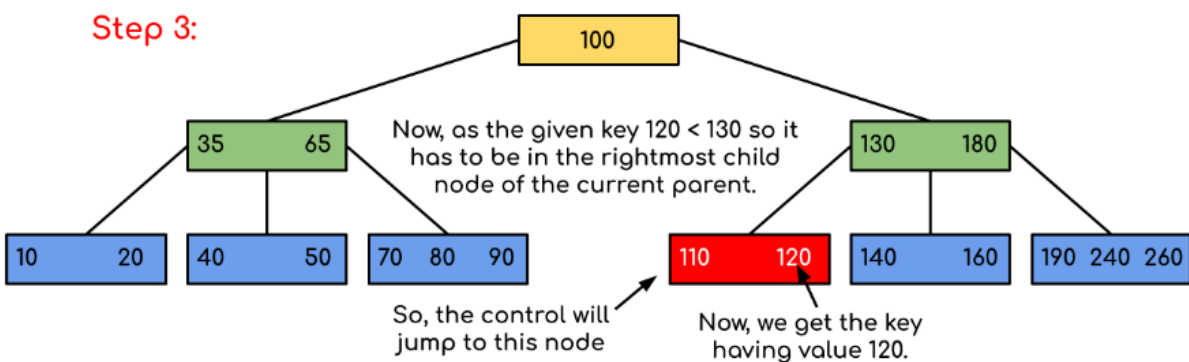 Step 3:
100
Now, as the given key 120 < 130 so it
has to be in the rightmost child
node of the current parent.
35 65
130 180
10 20
40 50
70 80 90
110 120
140 160
190 240 260
So, the control will
jump to this node
Now, we get the key
having value 120.